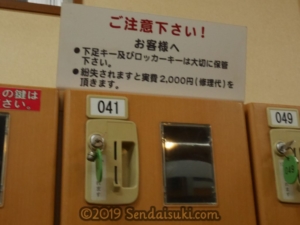 ご注意下さい!
お客様へ
●下足キー及びロッカーキーは大切に保管
下さい。
●紛失されますと実費2,000円(修理代)を
頂きます。
の鍵は
さい。
041
049
©2019 Sendaisuki.com